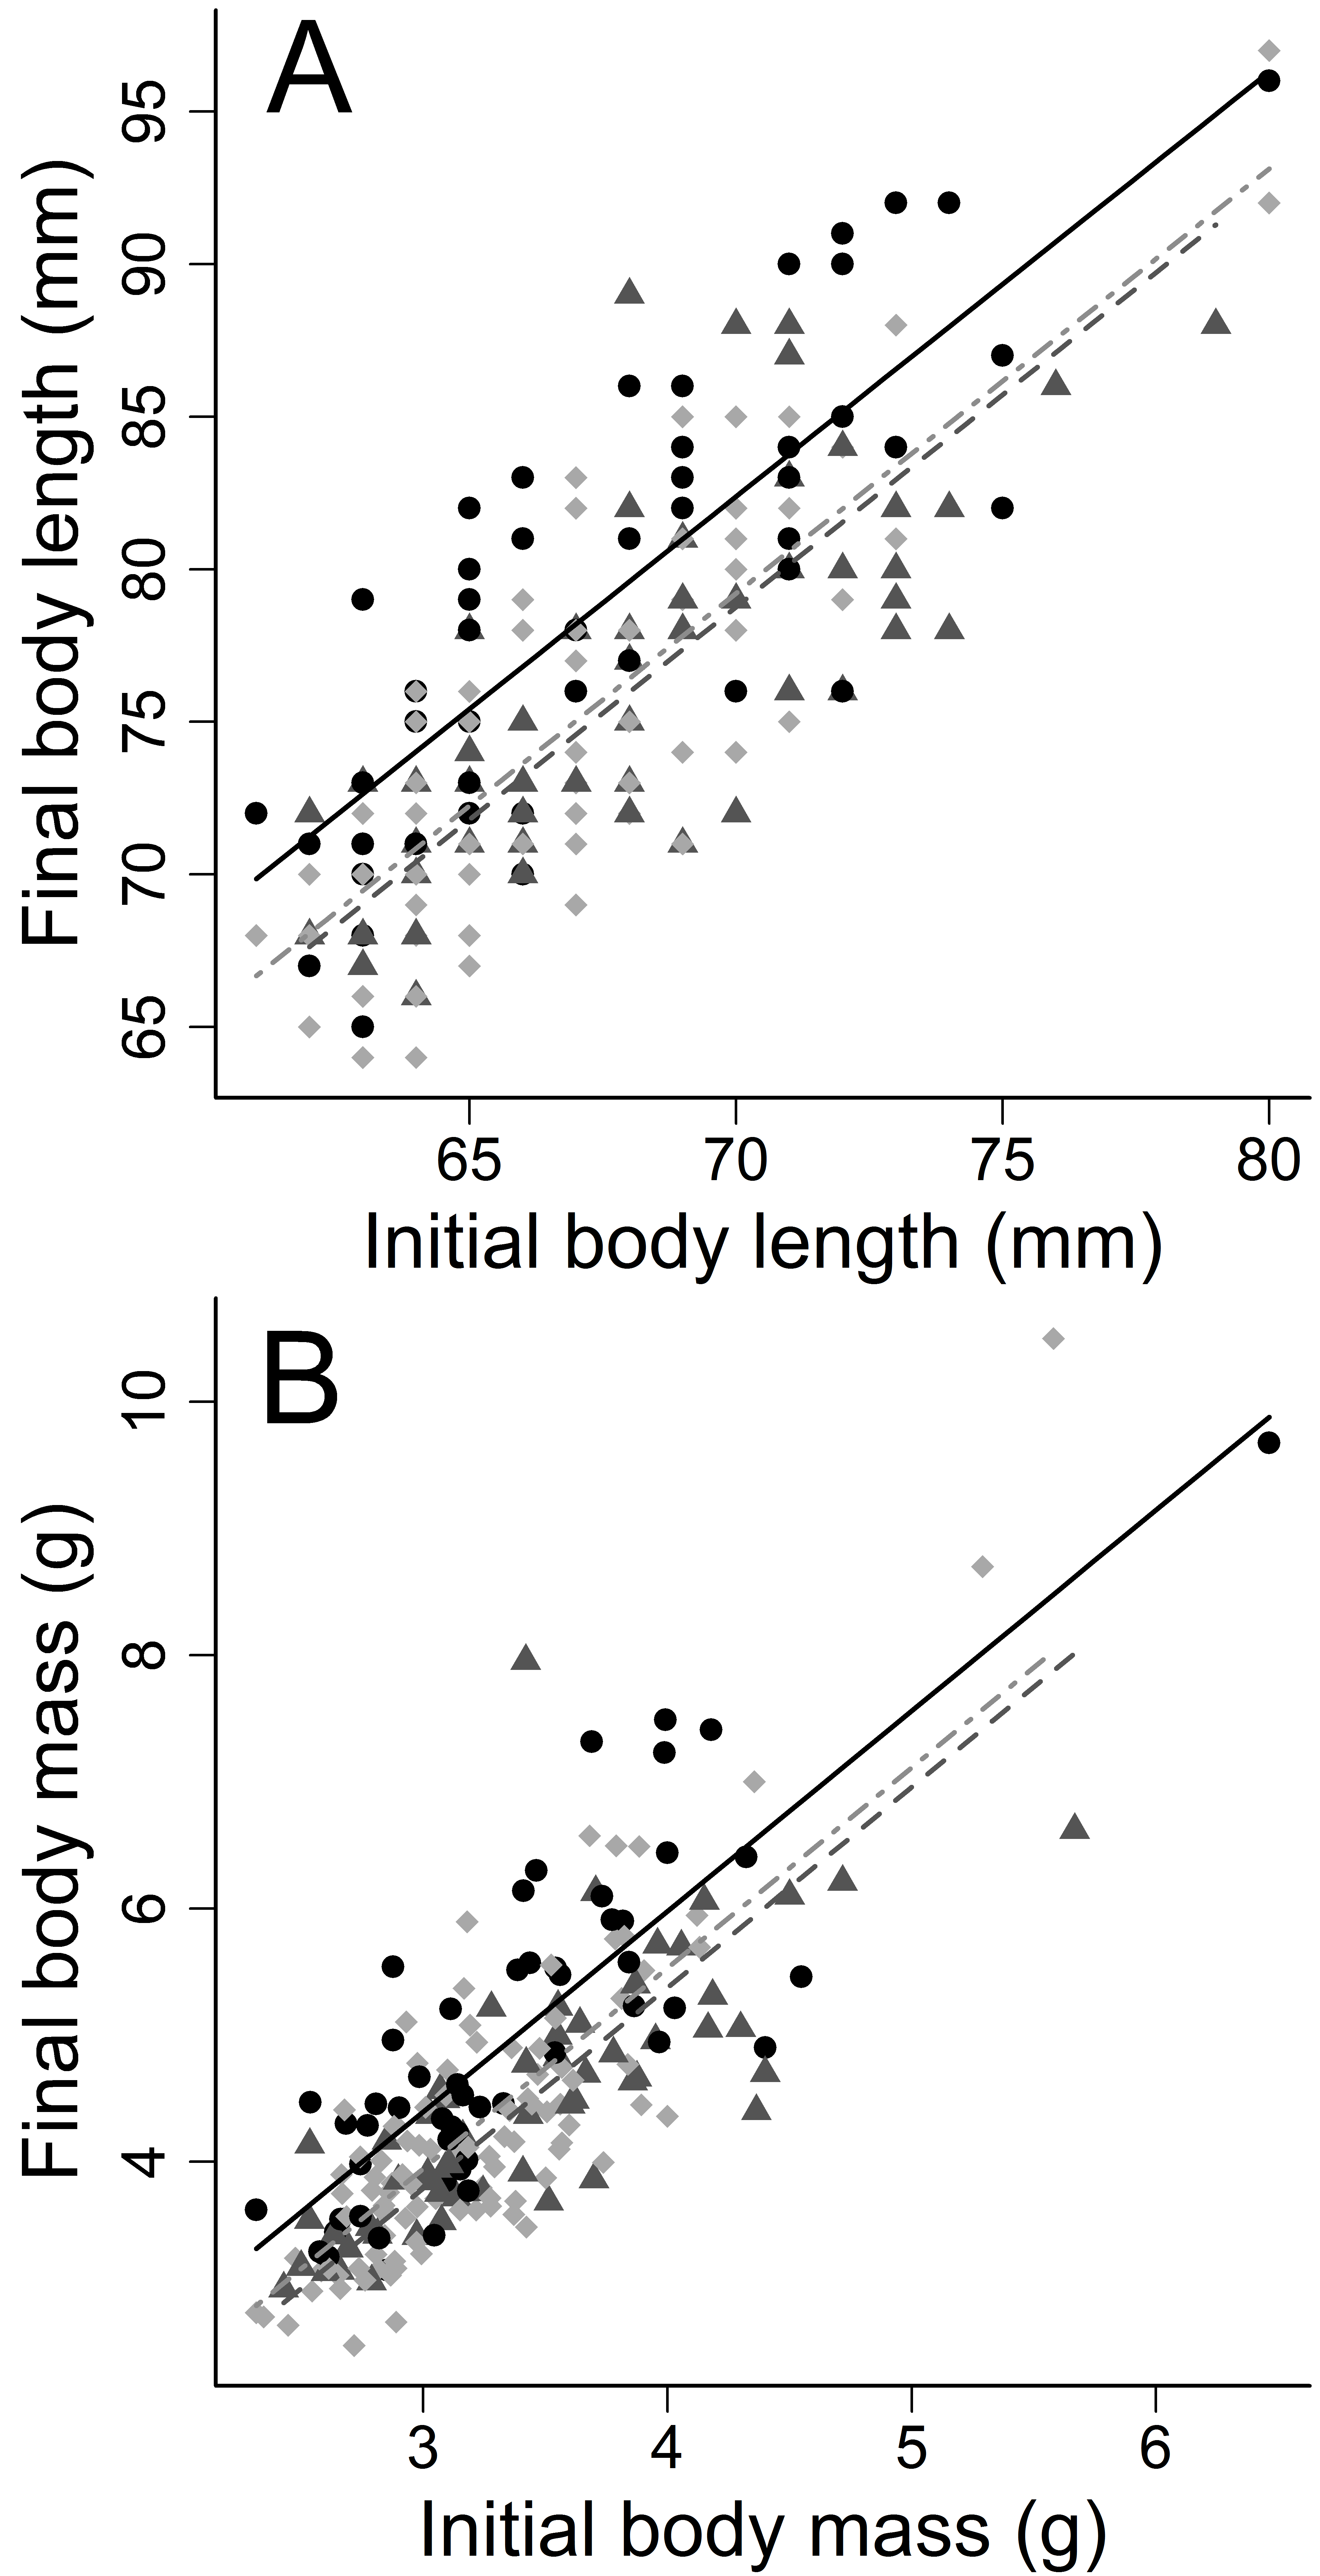 A
95
90
85
80
75
70
65
Final body length (mm)
65 70 75 80
Initial body length (mm)
B
10
8
6
4
Final body mass (g)
3 4 5 6
Initial body mass (g)